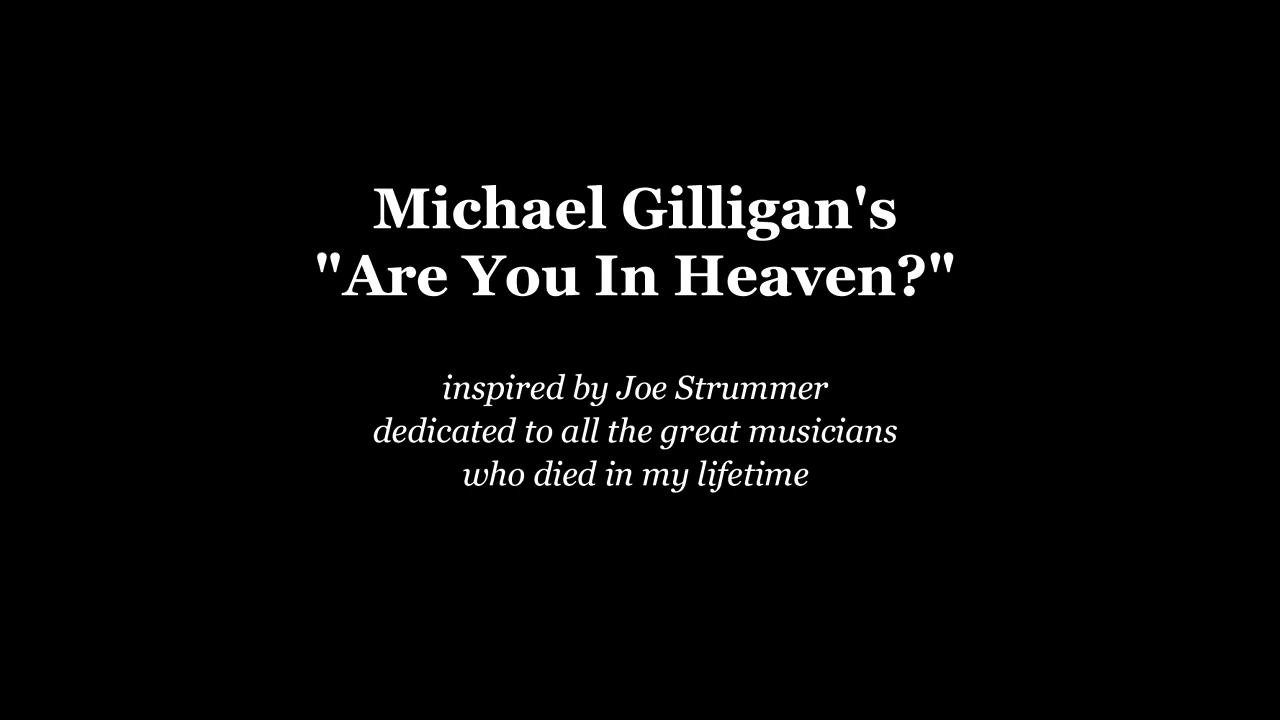 Michael Gilligan's
"Are You In Heaven?"
inspired by Joe Strummer
dedicated to all the great musicians
who died in my lifetime